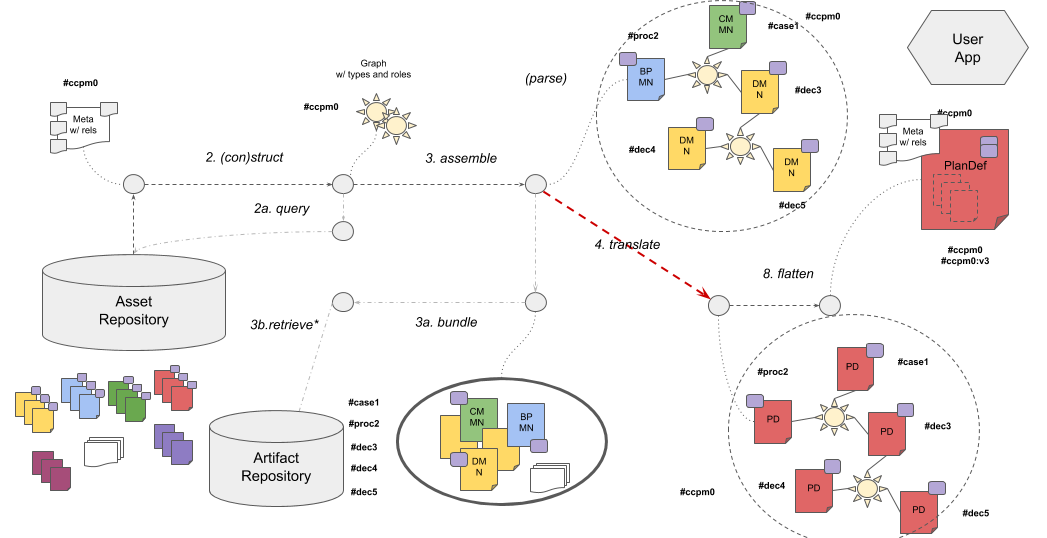 #ccpm0
Meta
w/ rels
Graph
w/ types and roles
#ccpm0
2. (con)struct
3. assemble
2a. query
(parse)
#proc2
CM
MN
#case1
#ccpm0
BP
MN
DM
N
#dec3
#dec4
DM
N
DM
N
#dec5
User
App
#ccpm0
Meta
w/ rels
PlanDef
#ccpm0
#ccpm0:v3
4. translate
8. flatten
Asset
Repository
3b.retrieve*
3a. bundle
Artifact
Repository
#case1
#proc2
#dec3
#dec4
#dec5
CM
MN
BP
MN
DM
N
#proc2
PD
#case1
PD
PD
#dec3
#dec4
PD
PD
#dec5
#ccpm0